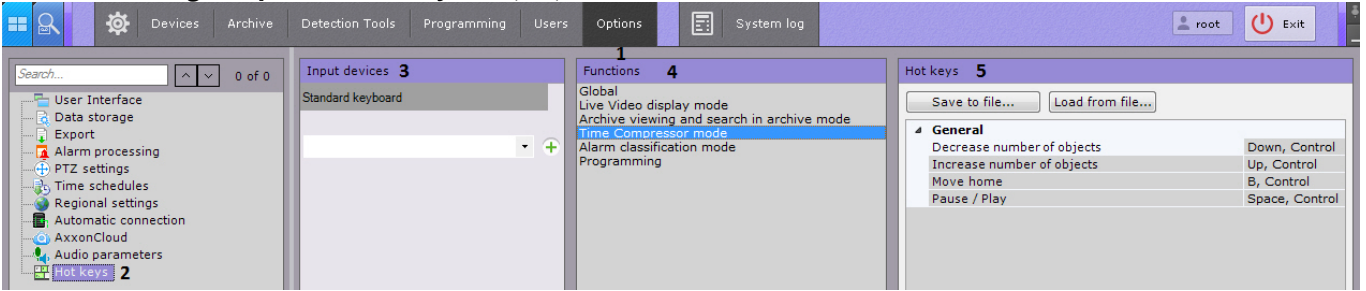 Devices Archive Detection Tools Programming Users Options System log root Exit
1
Search... 0 of 0
User Interface
Data storage
Export
Alarm processing
PTZ settings
Time schedules
Regional settings
Automatic connection
AxxonCloud
Audio parameters
Hot keys 2
Input devices 3
Standard keyboard
Functions 4
Global
Live Video display mode
Archive viewing and search in archive mode
Time Compressor mode
Alarm classification mode
Programming
Hot keys 5
Save to file... Load from file...
General
Decrease number of objects Down, Control
Increase number of objects Up, Control
Move home B, Control
Pause / Play Space, Control